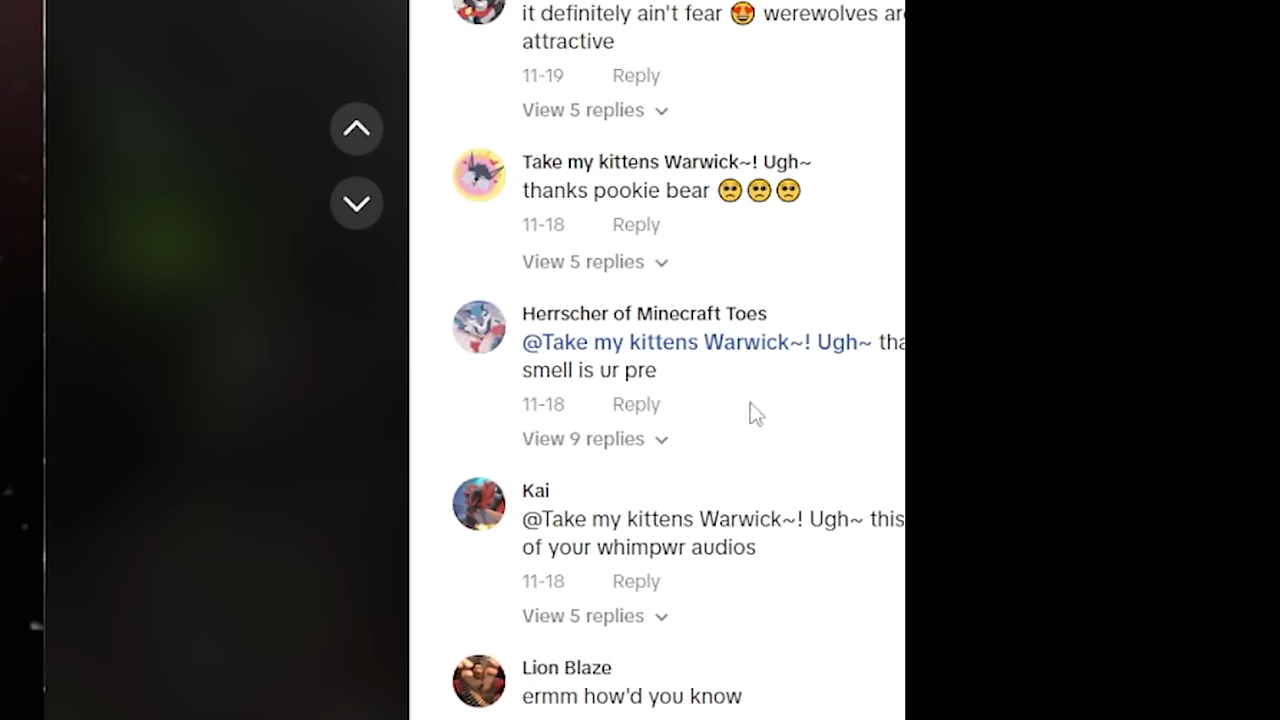 it definitely ain't fear 😍 werewolves are
attractive
11-19 Reply
View 5 replies
Take my kittens Warwick~! Ugh~
thanks pookie bear 🥺🥺🥺
11-18 Reply
View 5 replies
Herrscher of Minecraft Toes
@Take my kittens Warwick~! Ugh~ tha
smell is ur pre
11-18 Reply
View 9 replies
Kai
@Take my kittens Warwick~! Ugh~ this
of your whimpwr audios
11-18 Reply
View 5 replies
Lion Blaze
ermm how'd you know